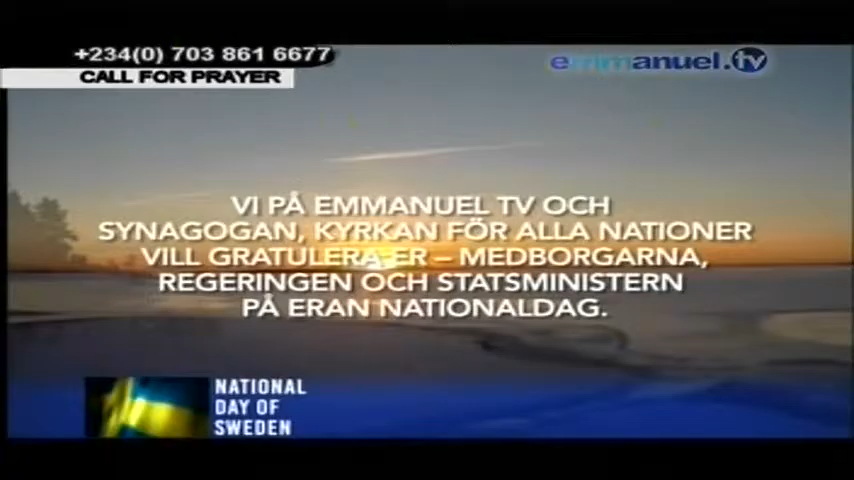 +234(0) 703 861 6677
CALL FOR PRAYER
emmanuel.tv
VI PÅ EMMANUEL TV OCH
SYNAGOGAN, KYRKAN FÖR ALLA NATIONER
VILL GRATULERA ER – MEDBORGARNA,
REGERINGEN OCH STATSMINISTERN
PÅ ERAN NATIONALDAG.
NATIONAL
DAY OF
SWEDEN